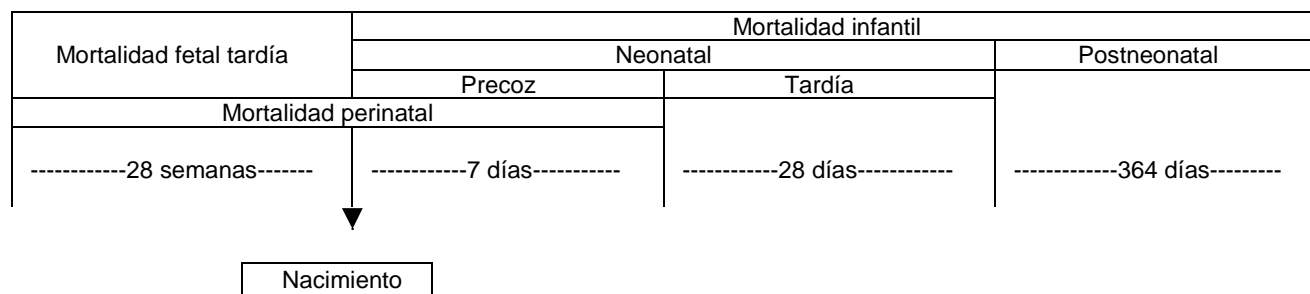 Mortalidad infantil
Mortalidad fetal tardía
Neonatal
Postneonatal
Precoz
Tardía
Mortalidad perinatal
------------28 semanas-------
------------7 días-----------
------------28 días------------
-------------364 días---------
Nacimiento